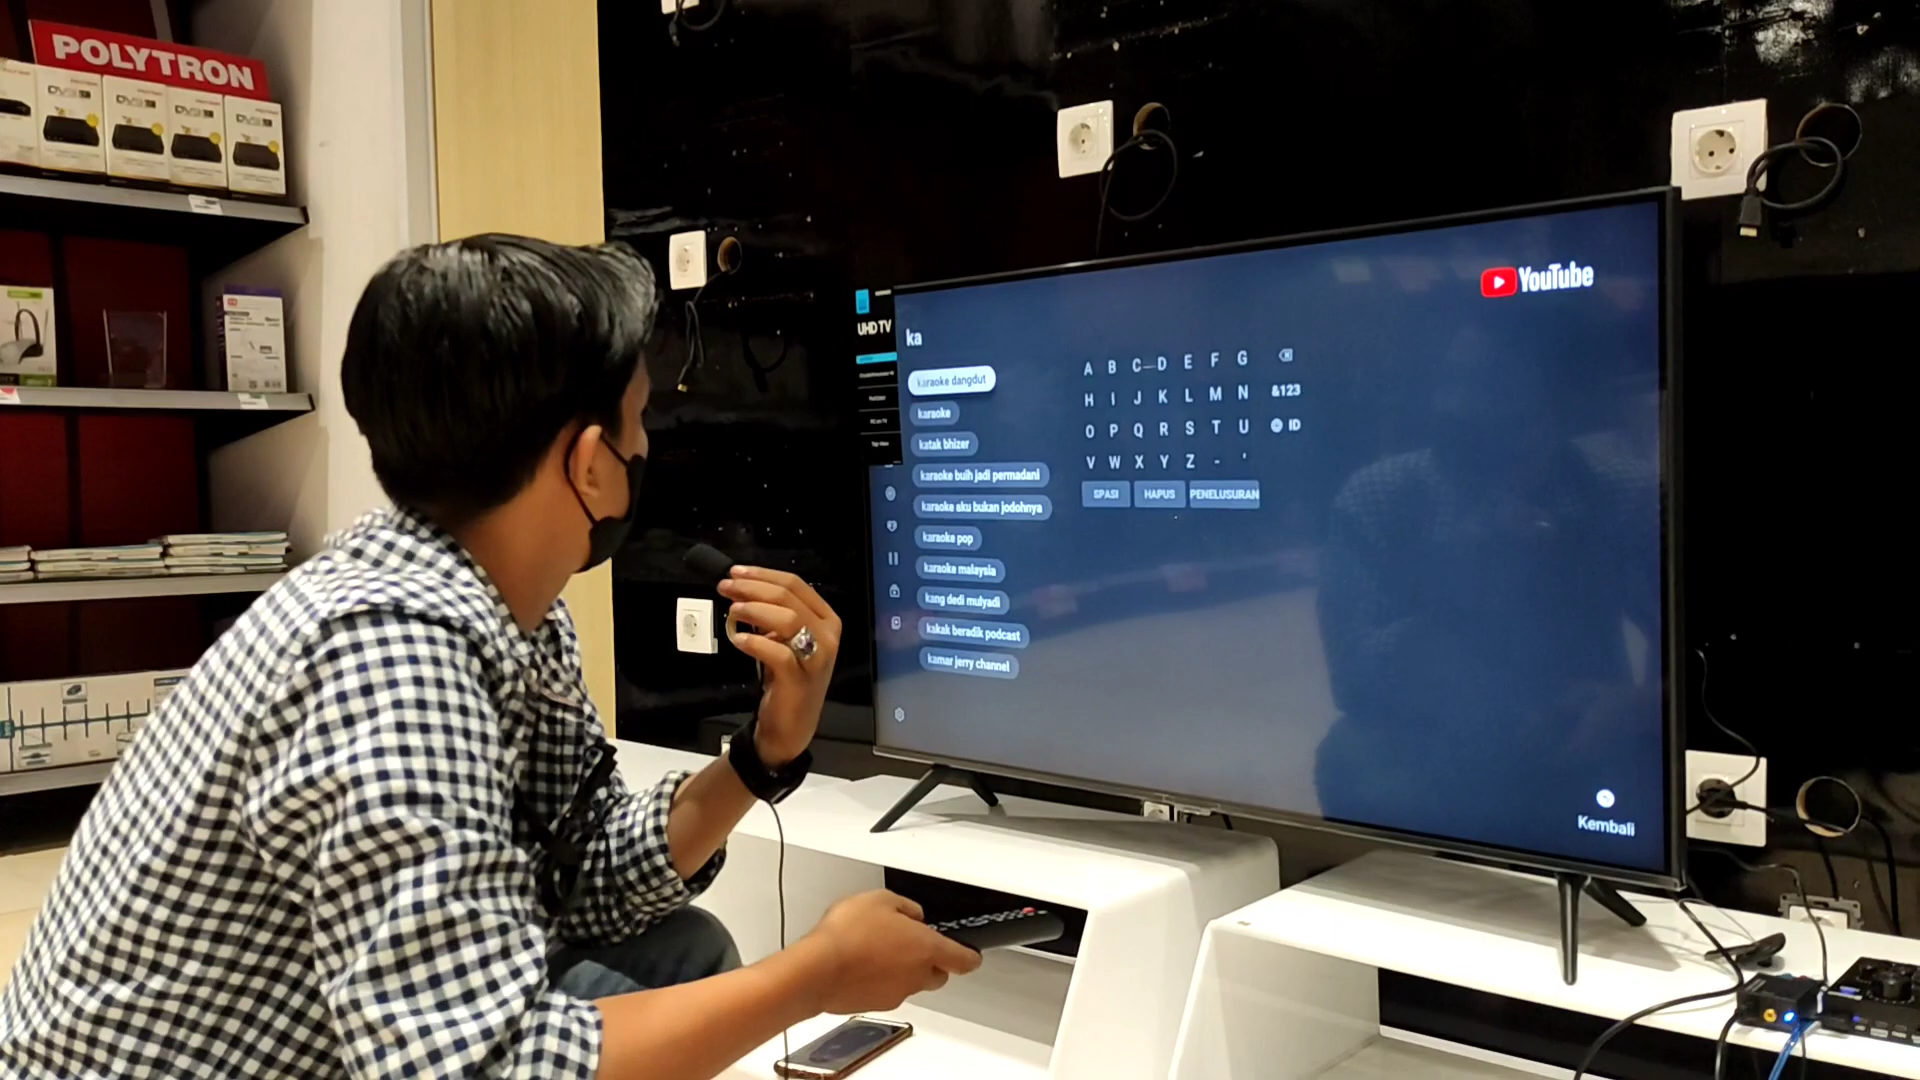 POLYTRON
UHD TV
YouTube
ka
karaoke dangdut
karaoke
katak bhizer
karaoke buih jadi permadani
karaoke aku bukan jodohnya
karaoke pop
karaoke malaysia
kang dedi mulyadi
kakak beradik podcast
kamar jerry channel
A B C D E F G
H I J K L M N &123
O P Q R S T U ID
V W X Y Z - '
SPASI HAPUS PENELUSURAN
Kembali